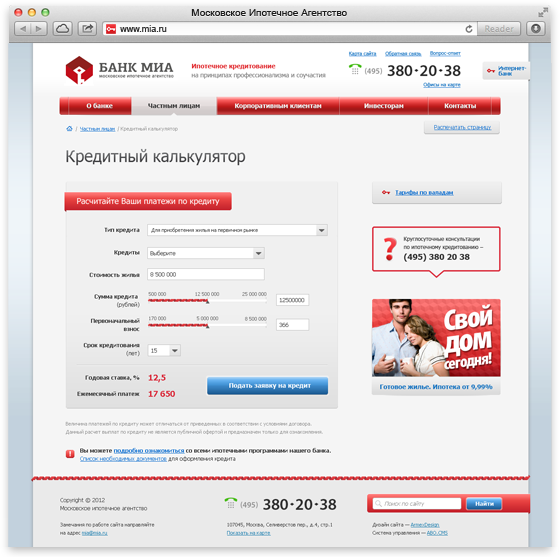 Московское Ипотечное Агентство
www.mia.ru
Reader
БАНК МИА
МОСКОВСКОЕ ИПОТЕЧНОЕ АГЕНТСТВО
Ипотечное кредитование
на принципах профессионализма и соучастия
Карта сайта Обратная связь Вопрос-ответ
(495) 380•20•38
Офисы на карте
Интернет-
банк
О банке Частным лицам Корпоративным клиентам Инвесторам Контакты
/ Частным лицам / Кредитный калькулятор
Распечатать страницу
Кредитный калькулятор
Расчитайте Ваши платежи по кредиту
Тип кредита Для приобретения жилья на первичном рынке
Кредиты Выберите
Стоимость жилья 8 500 000
Сумма кредита
(рублей)
500 000 12 500 000 25 000 000
12500000
Первоначальный
взнос
170 000 5 000 000 8 500 000
366
Срок кредитования
(лет)
15
Годовая ставка, % 12,5
Ежемесячный платеж 17 650
Подать заявку на кредит
Тарифы по вкладам
Круглосуточные консультации
по ипотечному кредитованию –
(495) 380 20 38
Свой
дом
сегодня!
Готовое жилье. Ипотека от 9,99%
Величина платежей по кредиту может отличаться от приведенных в соответствии с условиями договора.
Данный расчет выплат по кредиту не является публичной офертой и предназначен только для ознакомления.
Вы можете подробно ознакомиться со всеми ипотечными программами нашего банка.
Список необходимых документов для оформления кредита
Copyright © 2012
Московское ипотечное агентство
(495) 380•20•38
Поиск по сайту
Найти
Замечания по работе сайта направляйте
на адрес mia@mia.ru
107045, Москва, Селиверстов пер., д.4, стр.1
Показать на карте
Дизайн сайта — ArmexDesign
Система управления — ABO.CMS